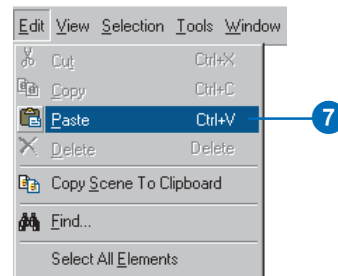 Edit View Selection Tools Window
Cut Ctrl+X
Copy Ctrl+C
Paste Ctrl+V 7
Delete Delete
Copy Scene To Clipboard
Find...
Select All Elements